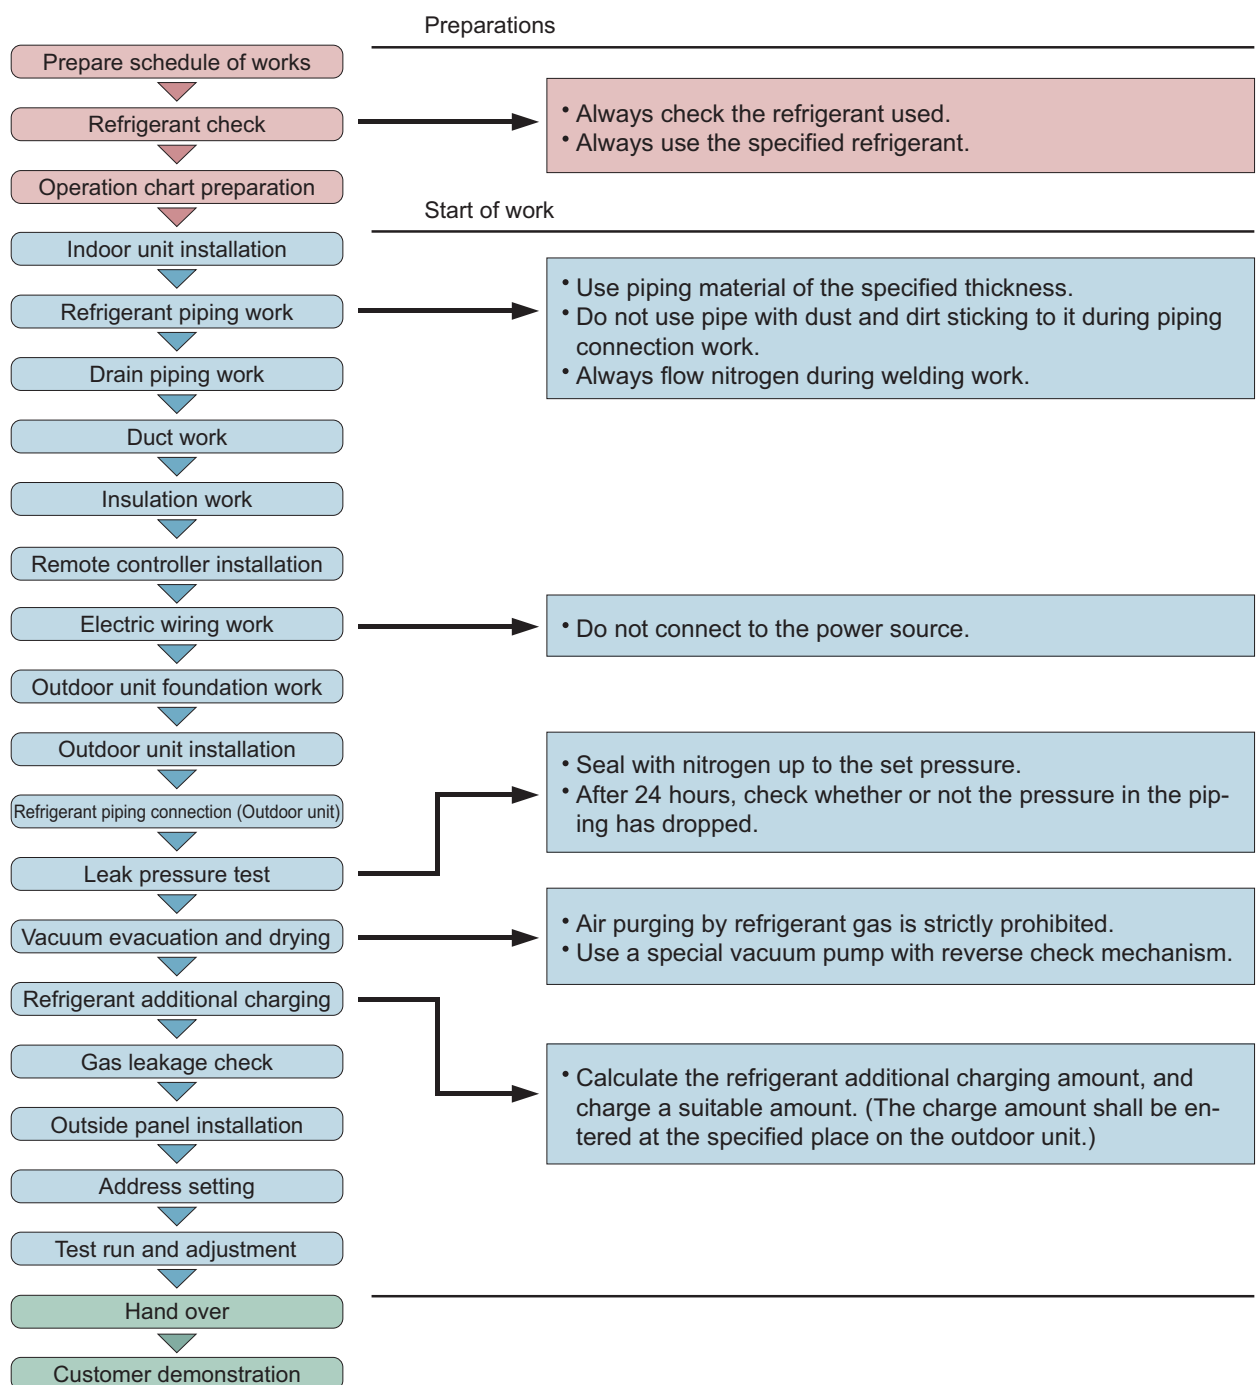 Preparations
Prepare schedule of works
Refrigerant check
• Always check the refrigerant used.
• Always use the specified refrigerant.
Operation chart preparation
Start of work
Indoor unit installation
Refrigerant piping work
• Use piping material of the specified thickness.
• Do not use pipe with dust and dirt sticking to it during piping
connection work.
• Always flow nitrogen during welding work.
Drain piping work
Duct work
Insulation work
Remote controller installation
Electric wiring work
• Do not connect to the power source.
Outdoor unit foundation work
Outdoor unit installation
Refrigerant piping connection (Outdoor unit)
Leak pressure test
• Seal with nitrogen up to the set pressure.
• After 24 hours, check whether or not the pressure in the pip-
ing has dropped.
Vacuum evacuation and drying
• Air purging by refrigerant gas is strictly prohibited.
• Use a special vacuum pump with reverse check mechanism.
Refrigerant additional charging
• Calculate the refrigerant additional charging amount, and
charge a suitable amount. (The charge amount shall be en-
tered at the specified place on the outdoor unit.)
Gas leakage check
Outside panel installation
Address setting
Test run and adjustment
Hand over
Customer demonstration